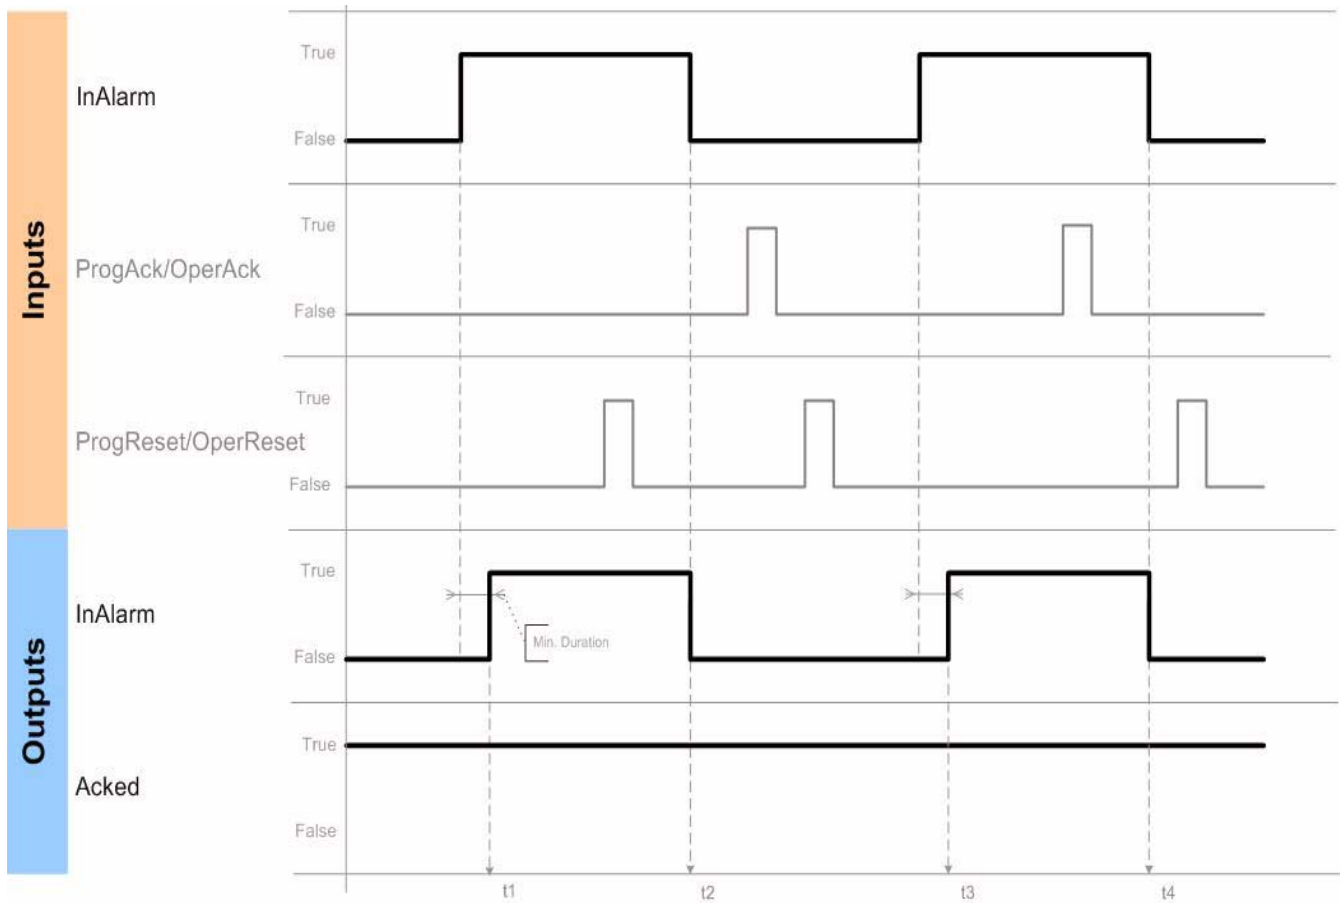 Inputs
InAlarm
True
False
ProgAck/OperAck
True
False
ProgReset/OperReset
True
False
Outputs
InAlarm
True
False
Min. Duration
Acked
True
False
t1
t2
t3
t4